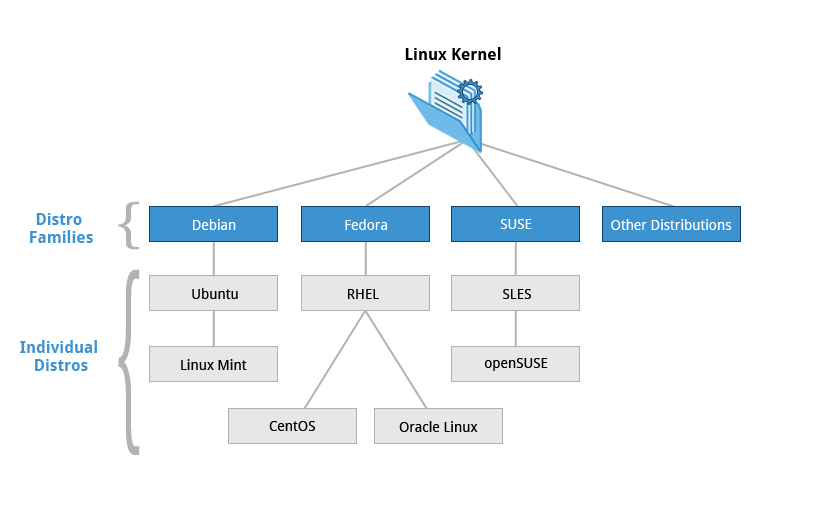 Linux Kernel
Distro
Families
Debian
Fedora
SUSE
Other Distributions
Individual
Distros
Ubuntu
RHEL
SLES
Linux Mint
openSUSE
CentOS
Oracle Linux